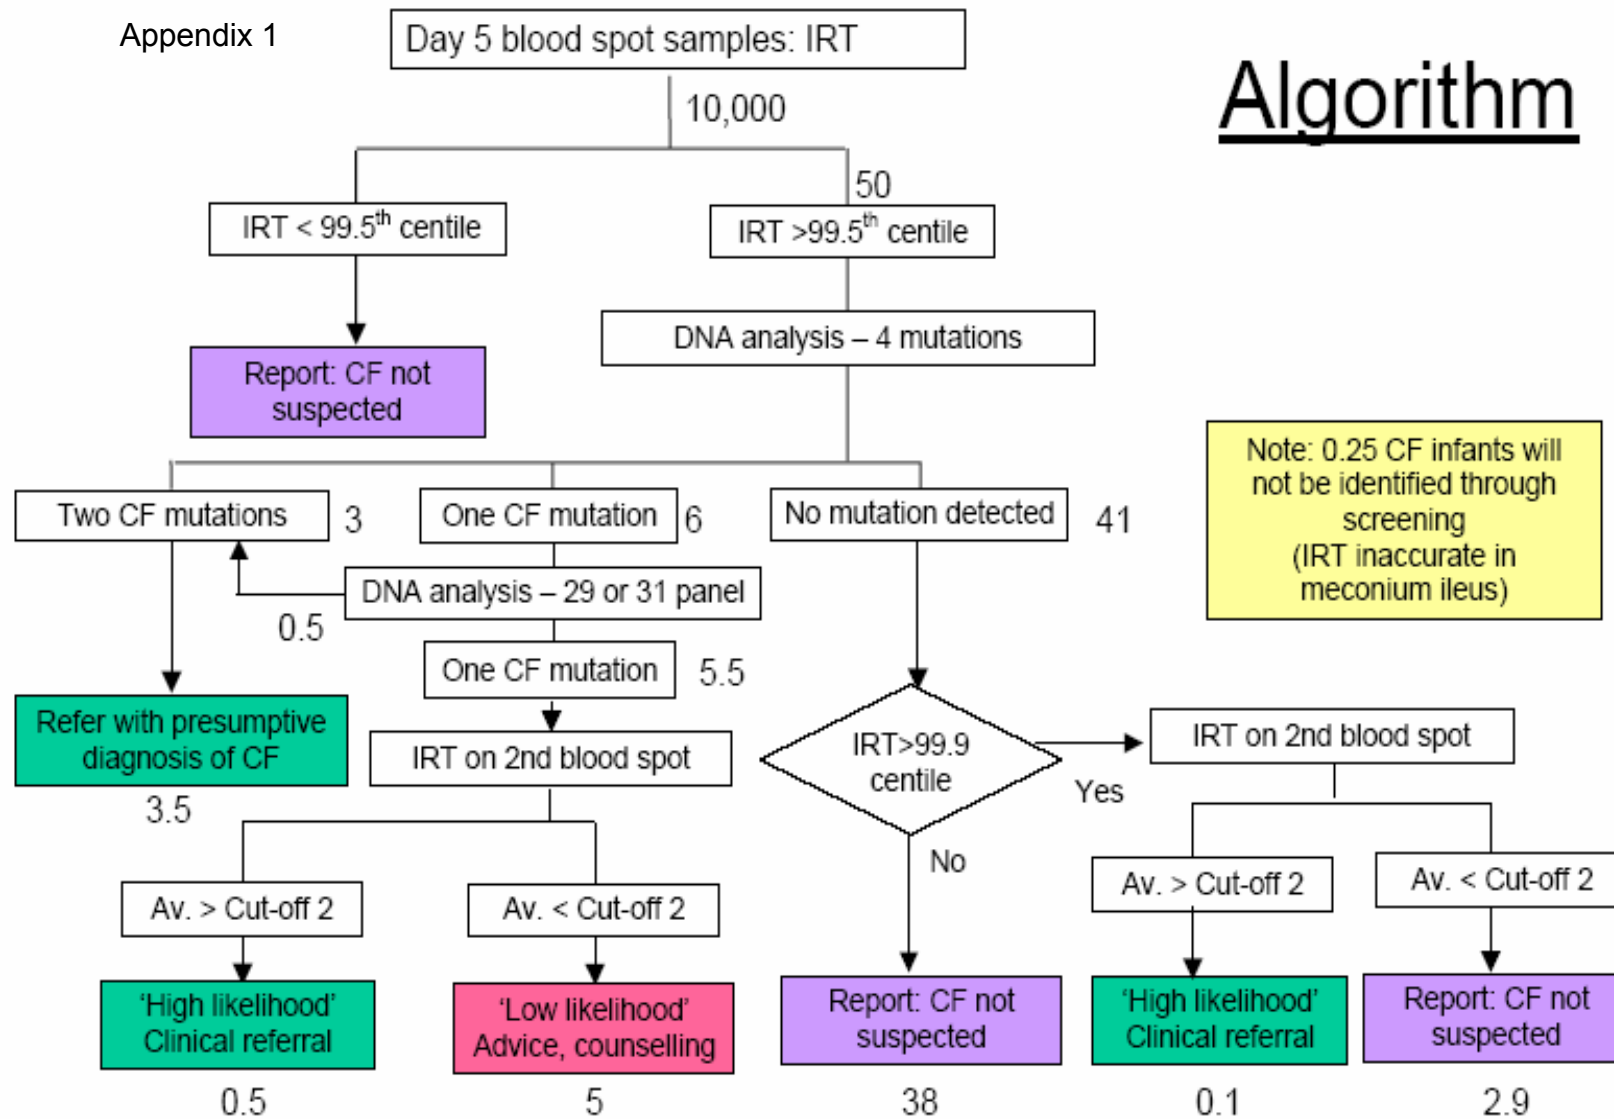 Appendix 1
Day 5 blood spot samples: IRT
Algorithm
10,000
50
IRT < 99.5th centile
IRT >99.5th centile
DNA analysis – 4 mutations
Report: CF not
suspected
Note: 0.25 CF infants will
not be identified through
screening
(IRT inaccurate in
meconium ileus)
Two CF mutations
3
One CF mutation
6
No mutation detected
41
DNA analysis – 29 or 31 panel
0.5
One CF mutation
5.5
Refer with presumptive
diagnosis of CF
3.5
IRT on 2nd blood spot
IRT>99.9
centile
Yes
No
IRT on 2nd blood spot
Av. > Cut-off 2
Av. < Cut-off 2
Av. > Cut-off 2
Av. < Cut-off 2
‘High likelihood’
Clinical referral
‘Low likelihood’
Advice, counselling
Report: CF not
suspected
‘High likelihood’
Clinical referral
Report: CF not
suspected
0.5
5
38
0.1
2.9